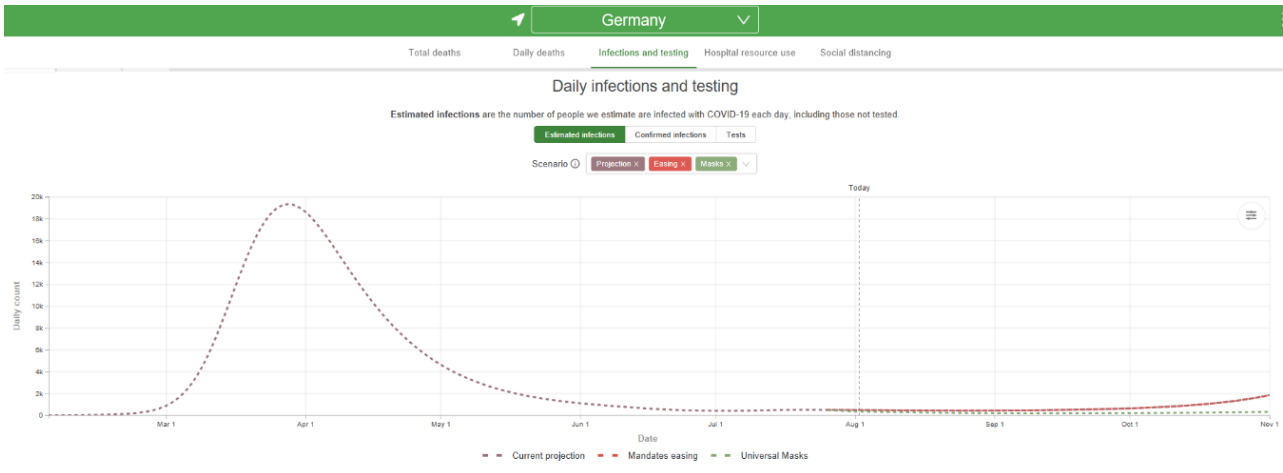 Germany
Total deaths Daily deaths Infections and testing Hospital resource use Social distancing
Daily infections and testing
Estimated infections are the number of people we estimate are infected with COVID-19 each day, including those not tested.
Estimated infections Confirmed infections Tests
Scenario Projection × Easing × Masks ×
Today
20k
18k
16k
14k
12k
10k
8k
6k
4k
2k
0
Daily count
Mar 1 Apr 1 May 1 Jun 1 Jul 1 Aug 1 Sep 1 Oct 1 Nov 1
Date
Current projection Mandates easing Universal Masks